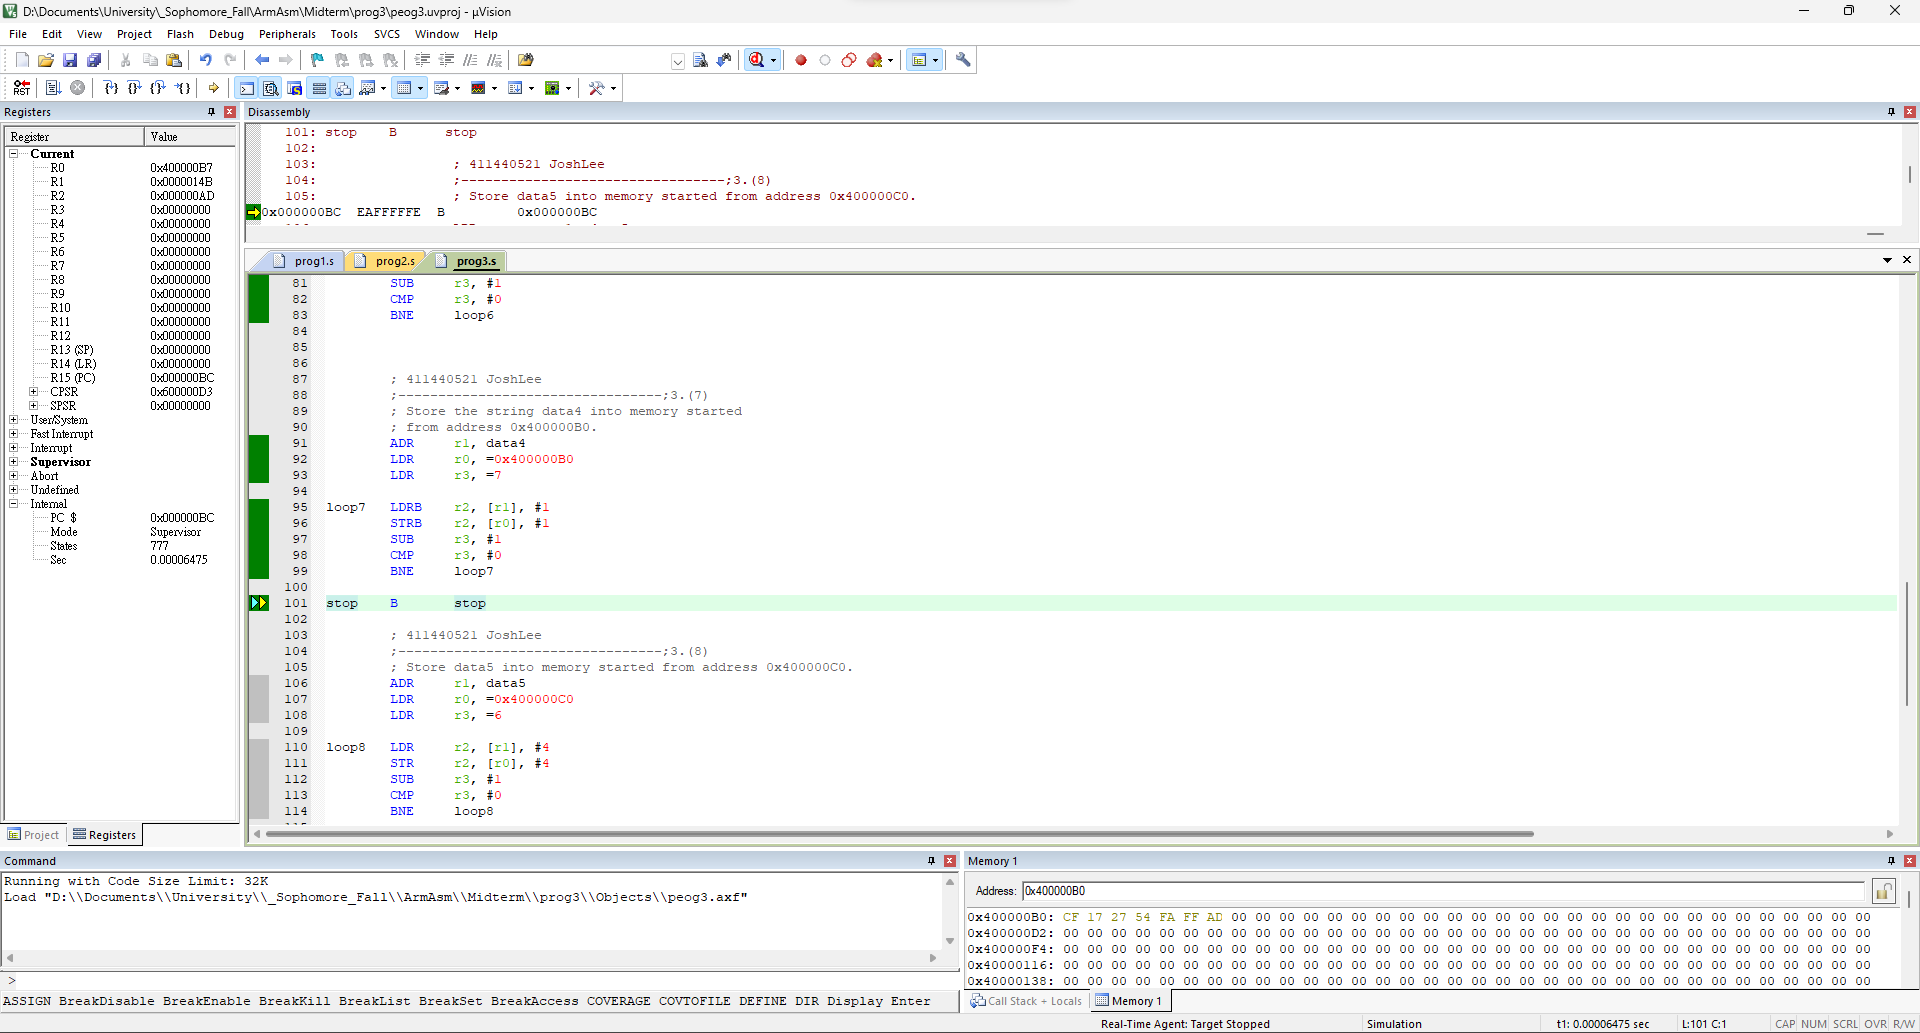 D:\Documents\University\_Sophomore_Fall\ArmAsm\Midterm\prog3\peog3.uvproj - µVision
File Edit View Project Flash Debug Peripherals Tools SVCS Window Help
Registers
Register Value
Current
R0 0x400000B7
R1 0x0000014B
R2 0x000000AD
R3 0x00000000
R4 0x00000000
R5 0x00000000
R6 0x00000000
R7 0x00000000
R8 0x00000000
R9 0x00000000
R10 0x00000000
R11 0x00000000
R12 0x00000000
R13 (SP) 0x00000000
R14 (LR) 0x00000000
R15 (PC) 0x000000BC
CPSR 0x600000D3
SPSR 0x00000000
User/System
Fast Interrupt
Interrupt
Supervisor
Abort
Undefined
Internal
PC $ 0x000000BC
Mode Supervisor
States 777
Sec 0.00006475
Project Registers
Disassembly
101: stop B stop
102:
103: ; 411440521 JoshLee
104: ;---------------------------------;3.(8)
105: ; Store data5 into memory started from address 0x400000C0.
0x000000BC EAFFFFFE B 0x000000BC
prog1.s prog2.s prog3.s
81 SUB r3, #1
82 CMP r3, #0
83 BNE loop6
84
85
86
87 ; 411440521 JoshLee
88 ;---------------------------------;3.(7)
89 ; Store the string data4 into memory started
90 ; from address 0x400000B0.
91 ADR r1, data4
92 LDR r0, =0x400000B0
93 LDR r3, =7
94
95 loop7 LDRB r2, [r1], #1
96 STRB r2, [r0], #1
97 SUB r3, #1
98 CMP r3, #0
99 BNE loop7
100
101 stop B stop
102
103 ; 411440521 JoshLee
104 ;---------------------------------;3.(8)
105 ; Store data5 into memory started from address 0x400000C0.
106 ADR r1, data5
107 LDR r0, =0x400000C0
108 LDR r3, =6
109
110 loop8 LDR r2, [r1], #4
111 STR r2, [r0], #4
112 SUB r3, #1
113 CMP r3, #0
114 BNE loop8
Command
Running with Code Size Limit: 32K
Load "D:\\Documents\\University\\_Sophomore_Fall\\ArmAsm\\Midterm\\prog3\\Objects\\peog3.axf"
>
ASSIGN BreakDisable BreakEnable BreakKill BreakList BreakSet BreakAccess COVERAGE COVTOFILE DEFINE DIR Display Enter
Memory 1
Address: 0x400000B0
0x400000B0: CF 17 27 54 FA FF AD 00 00 00 00 00 00 00 00 00 00 00 00 00 00 00 00 00 00 00 00 00 00 00 00 00 00 00
0x400000D2: 00 00 00 00 00 00 00 00 00 00 00 00 00 00 00 00 00 00 00 00 00 00 00 00 00 00 00 00 00 00 00 00 00 00
0x400000F4: 00 00 00 00 00 00 00 00 00 00 00 00 00 00 00 00 00 00 00 00 00 00 00 00 00 00 00 00 00 00 00 00 00 00
0x40000116: 00 00 00 00 00 00 00 00 00 00 00 00 00 00 00 00 00 00 00 00 00 00 00 00 00 00 00 00 00 00 00 00 00 00
0x40000138: 00 00 00 00 00 00 00 00 00 00 00 00 00 00 00 00 00 00 00 00 00 00 00 00 00 00 00 00 00 00 00 00 00 00
Call Stack + Locals Memory 1
Real-Time Agent: Target Stopped Simulation t1: 0.00006475 sec L:101 C:1 CAP NUM SCRL OVR R/W